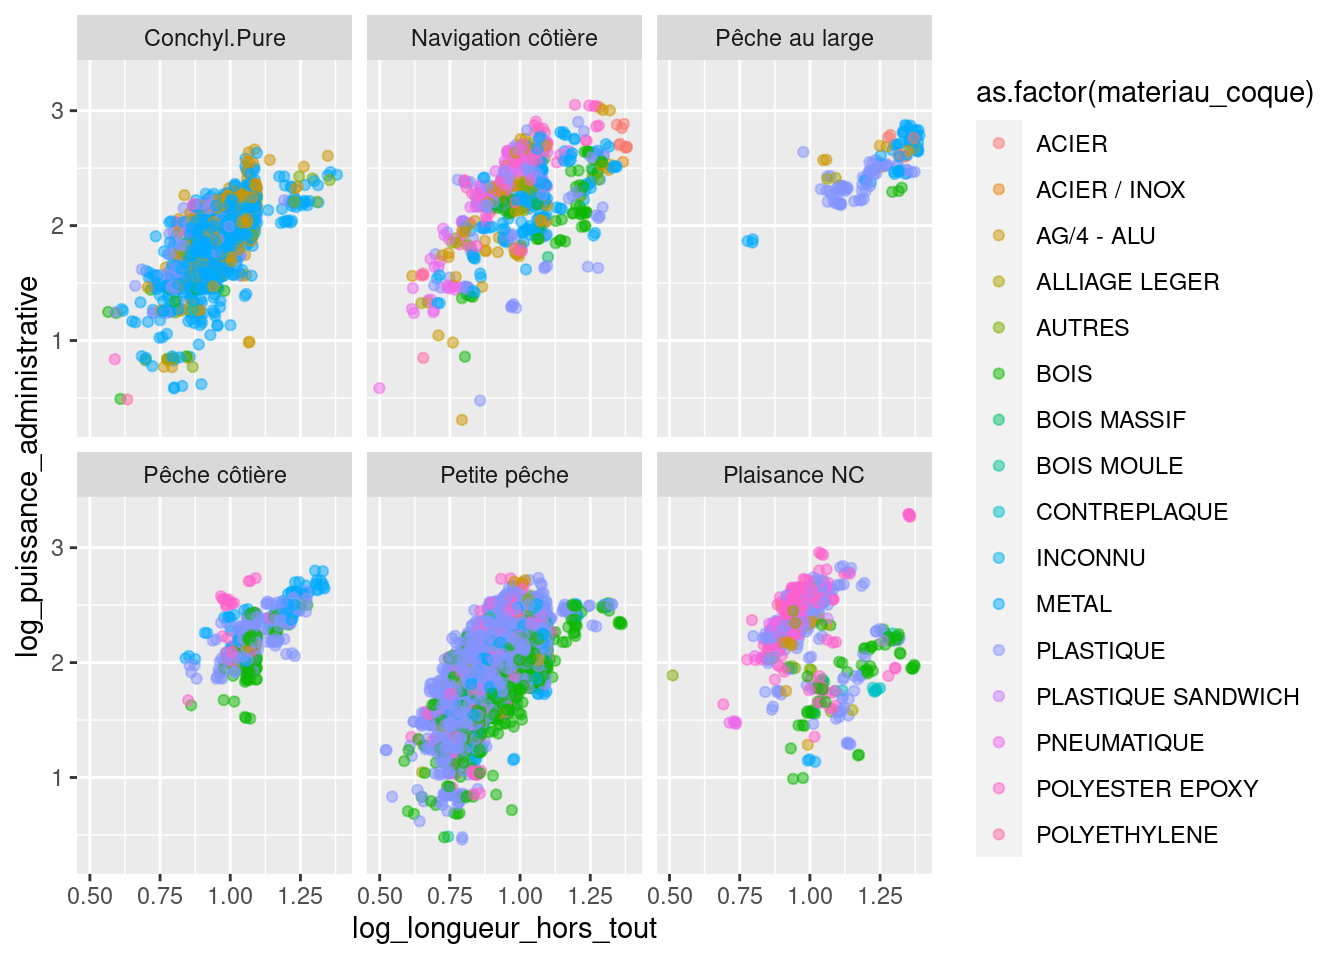 Conchyl.Pure
Navigation côtière
Pêche au large
3
2
1
Pêche côtière
Petite pêche
Plaisance NC
3
2
1
0.50 0.75 1.00 1.25
0.50 0.75 1.00 1.25
0.50 0.75 1.00 1.25
log_longueur_hors_tout
log_puissance_administrative
as.factor(materiau_coque)
ACIER
ACIER / INOX
AG/4 - ALU
ALLIAGE LEGER
AUTRES
BOIS
BOIS MASSIF
BOIS MOULE
CONTREPLAQUE
INCONNU
METAL
PLASTIQUE
PLASTIQUE SANDWICH
PNEUMATIQUE
POLYESTER EPOXY
POLYETHYLENE